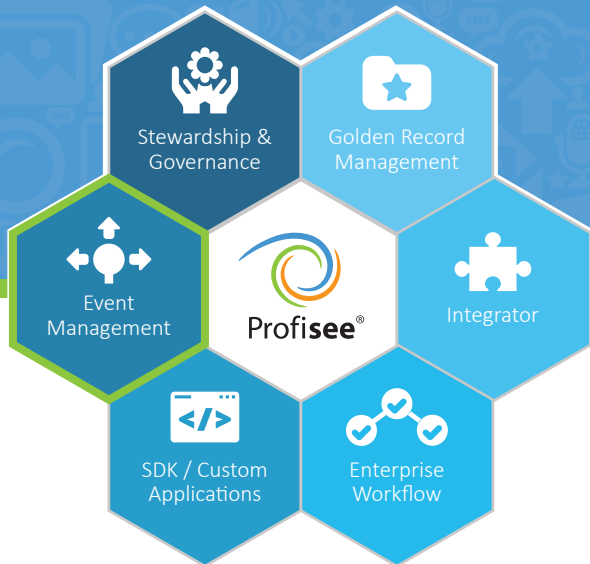 Stewardship &
Governance
Golden Record
Management
Event
Management
Profisee®
Integrator
</>
SDK / Custom
Applications
Enterprise
Workflow